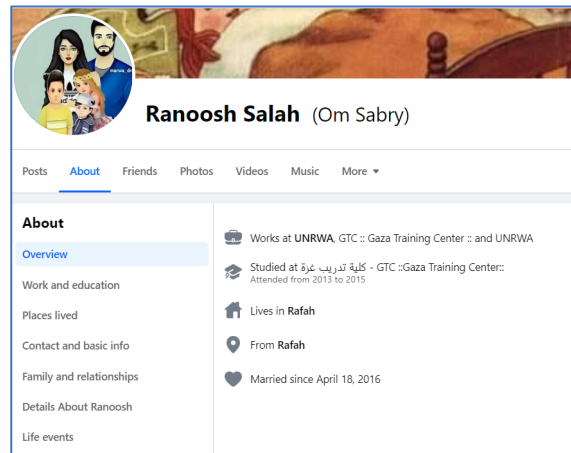 Ranoosh Salah (Om Sabry)
Posts About Friends Photos Videos Music More
About
Overview
Work and education
Places lived
Contact and basic info
Family and relationships
Details About Ranoosh
Life events
Works at UNRWA, GTC :: Gaza Training Center :: and UNRWA
Studied at كلية تدريب غزة - GTC ::Gaza Training Center::
Attended from 2013 to 2015
Lives in Rafah
From Rafah
Married since April 18, 2016